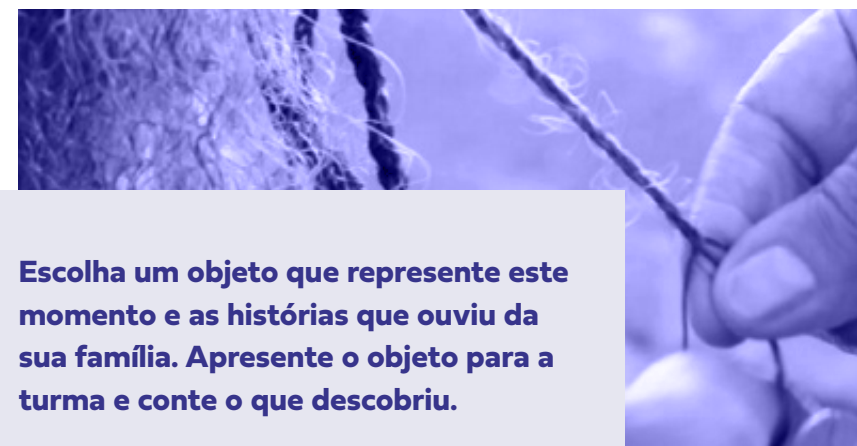 Escolha um objeto que represente este
momento e as histórias que ouviu da
sua família. Apresente o objeto para a
turma e conte o que descobriu.